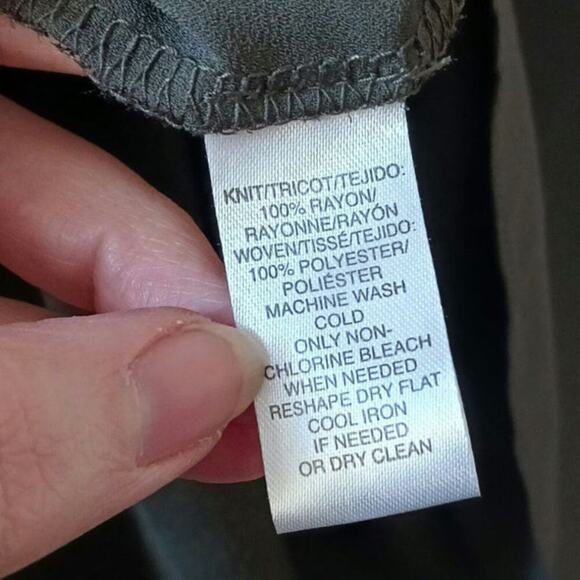 KNIT/TRICOT/TEJIDO:
100% RAYON/
RAYONNE/RAYÓN
WOVEN/TISSÉ/TEJIDO:
100% POLYESTER/
POLIÉSTER
MACHINE WASH
COLD
ONLY NON-
CHLORINE BLEACH
WHEN NEEDED
RESHAPE DRY FLAT
COOL IRON
IF NEEDED
OR DRY CLEAN